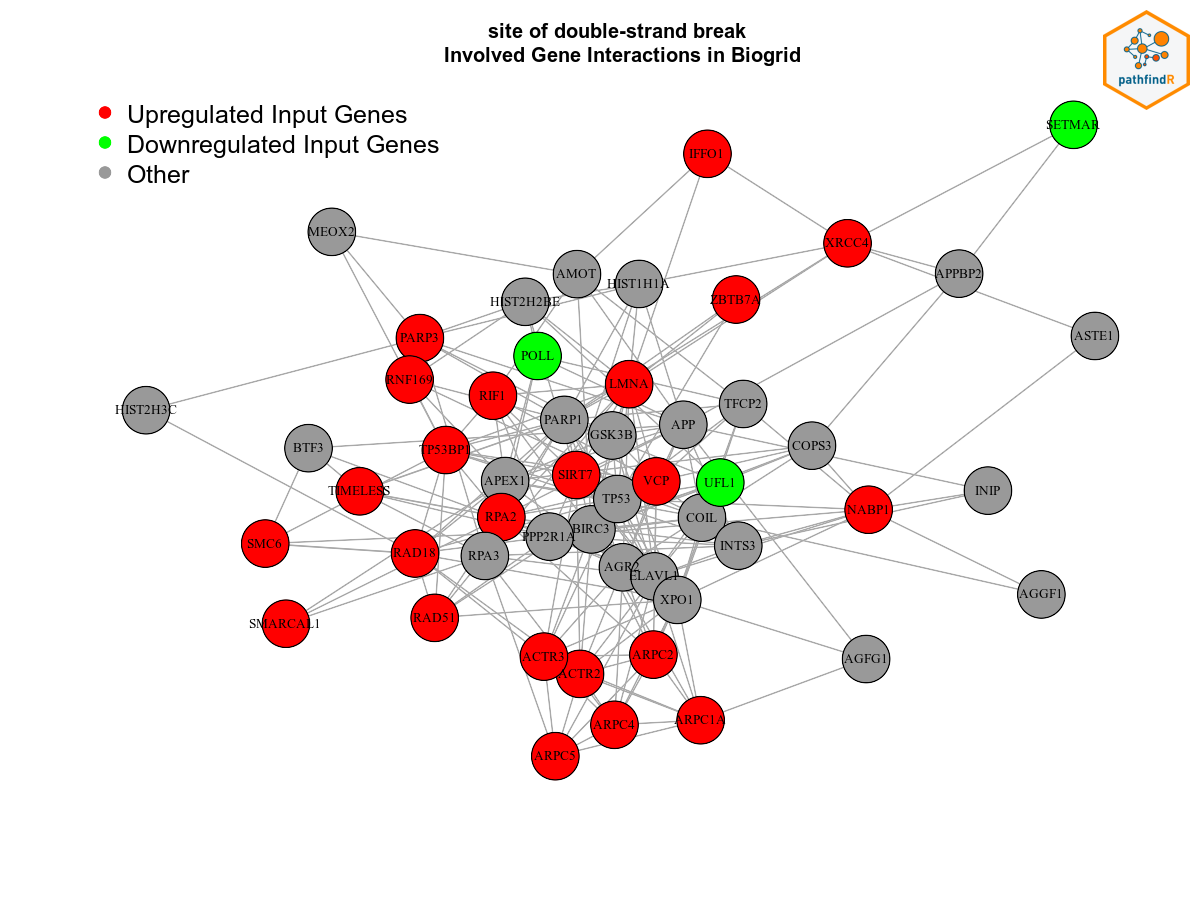 site of double-strand break
Involved Gene Interactions in Biogrid
pathfindR
Upregulated Input Genes
Downregulated Input Genes
Other
SETMAR
IFFO1
MEOX2
XRCC4
AMOT
APPBP2
HIST1H1A
HIST2H2BE
ZBTB7A
PARP3
ASTE1
POLL
RNF169
LMNA
RIF1
TFCP2
HIST2H3C
PARP1
APP
GSK3B
COPS3
BTF3
TP53BP1
SIRT7
APEX1
VCP
UFL1
TIMELESS
INIP
TP53
NABP1
RPA2
COIL
BIRC3
PPP2R1A
SMC6
INTS3
RAD18
RPA3
AGR2
ELAVL1
AGGF1
XPO1
RAD51
SMARCAL1
ACTR3
ARPC2
AGFG1
ACTR2
ARPC1A
ARPC4
ARPC5